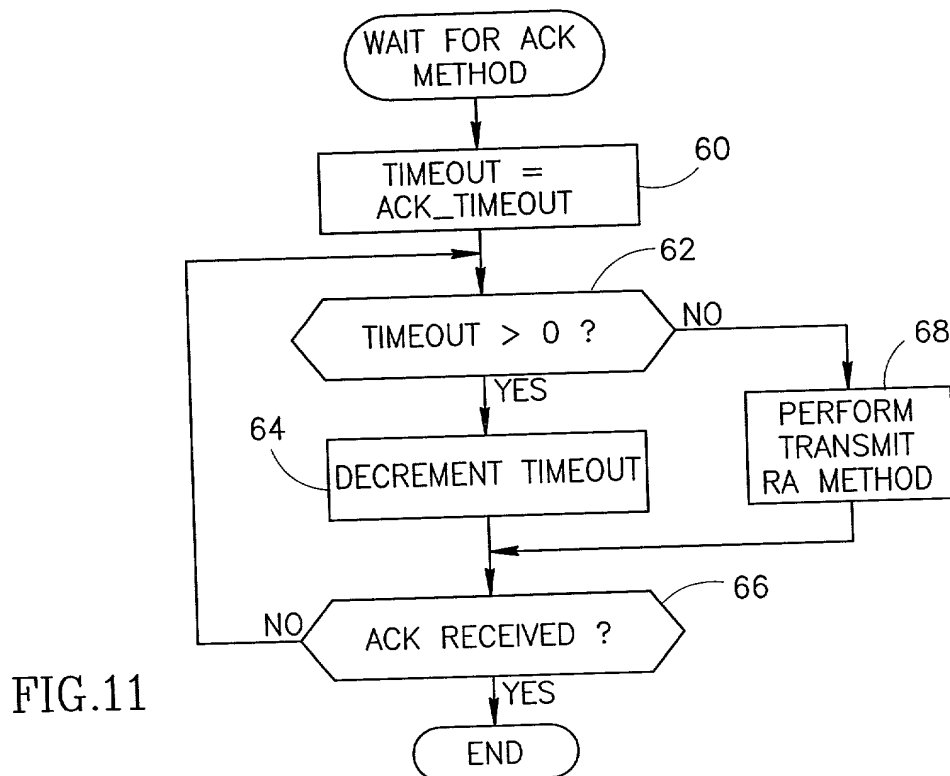 WAIT FOR ACK
METHOD
60
TIMEOUT =
ACK_TIMEOUT
62
TIMEOUT > 0 ?
NO
68
YES
PERFORM
TRANSMIT
RA METHOD
64
DECREMENT TIMEOUT
66
NO
ACK RECEIVED ?
YES
FIG.11
END